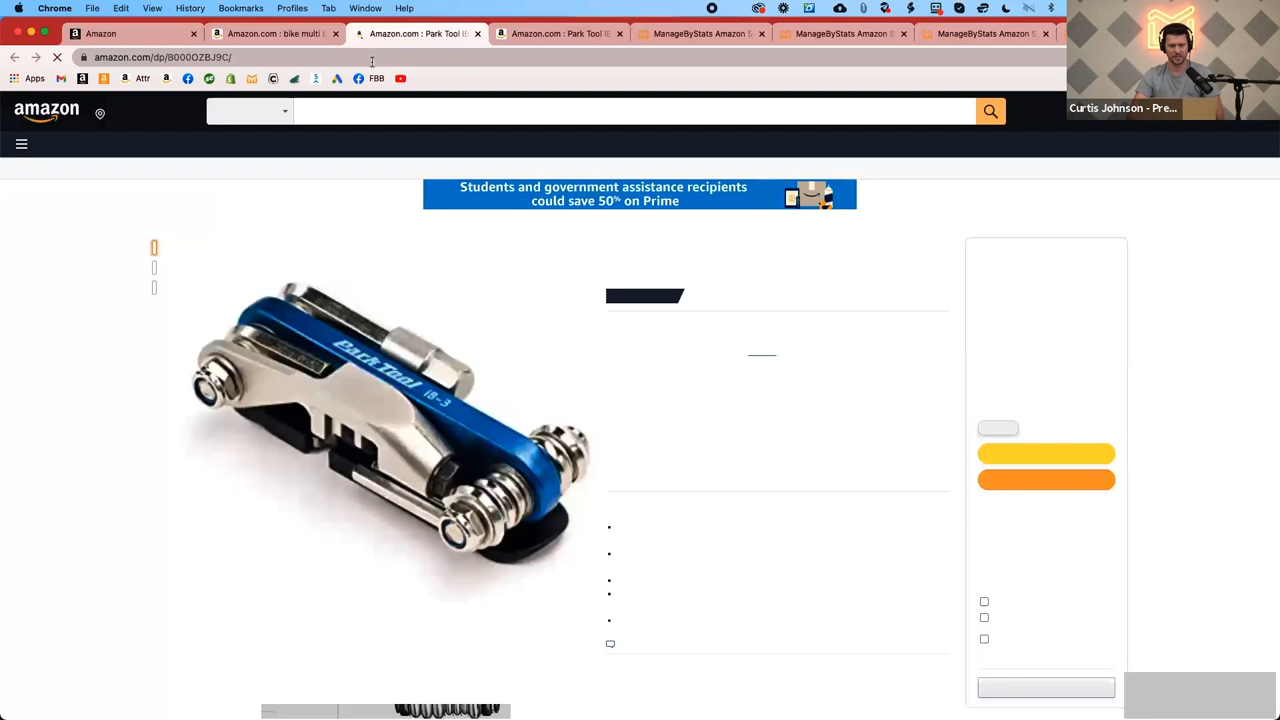 Chrome File Edit View History Bookmarks Profiles Tab Window Help
Amazon
Amazon.com : bike multi t
Amazon.com : Park Tool IB
Amazon.com : Park Tool IB
ManageByStats Amazon S
ManageByStats Amazon S
ManageByStats Amazon S
amazon.com/dp/B000OZBJ9C/
Apps
Attr
FBB
amazon
Students and government assistance recipients
could save 50% on Prime
Park Tool IB-3
Curtis Johnson - Pre...